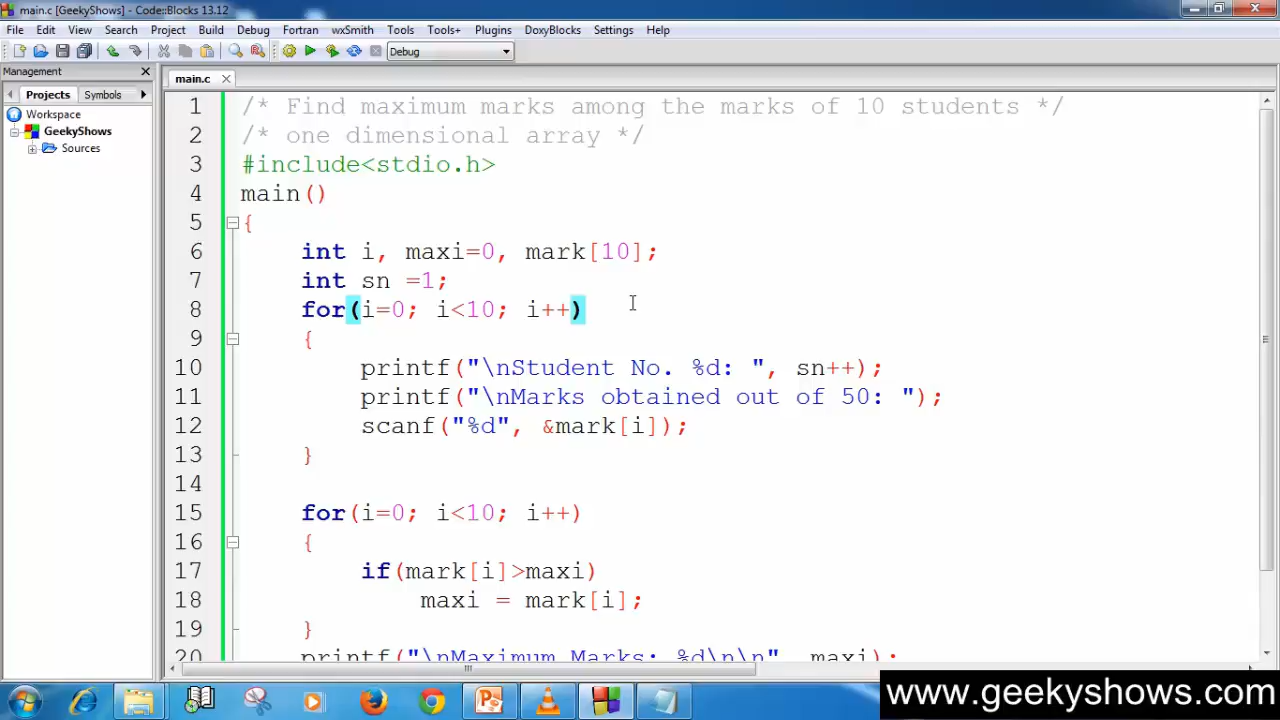 main.c [GeekyShows] - Code::Blocks 13.12
File Edit View Search Project Build Debug Fortran wxSmith Tools Tools+ Plugins DoxyBlocks Settings Help
Debug
Management
main.c
Projects Symbols
Workspace
GeekyShows
Sources
1 /* Find maximum marks among the marks of 10 students */
2 /* one dimensional array */
3 #include<stdio.h>
4 main()
5 {
6 int i, maxi=0, mark[10];
7 int sn =1;
8 for(i=0; i<10; i++)
9 {
10 printf("\nStudent No. %d: ", sn++);
11 printf("\nMarks obtained out of 50: ");
12 scanf("%d", &mark[i]);
13 }
14
15 for(i=0; i<10; i++)
16 {
17 if(mark[i]>maxi)
18 maxi = mark[i];
19 }
20 printf("\nMaximum Marks: %d\n\n", maxi);
www.geekyshows.com